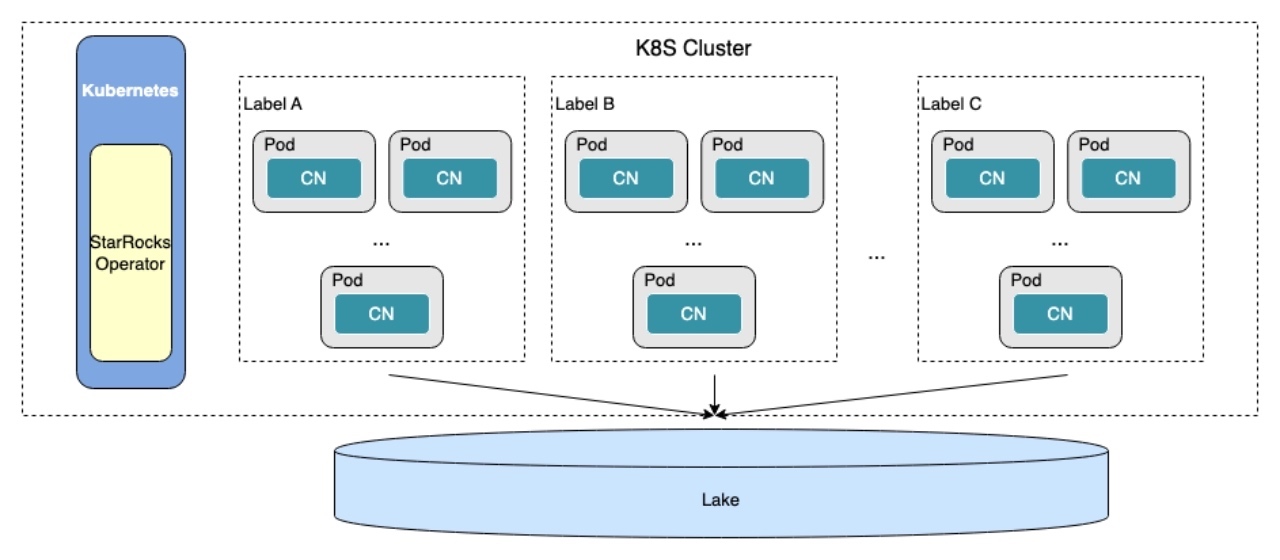 K8S Cluster
Kubernetes
StarRocks
Operator
Label A
Pod
CN
Pod
CN
...
Pod
CN
Label B
Pod
CN
Pod
CN
...
Pod
CN
...
Label C
Pod
CN
Pod
CN
...
Pod
CN
Lake